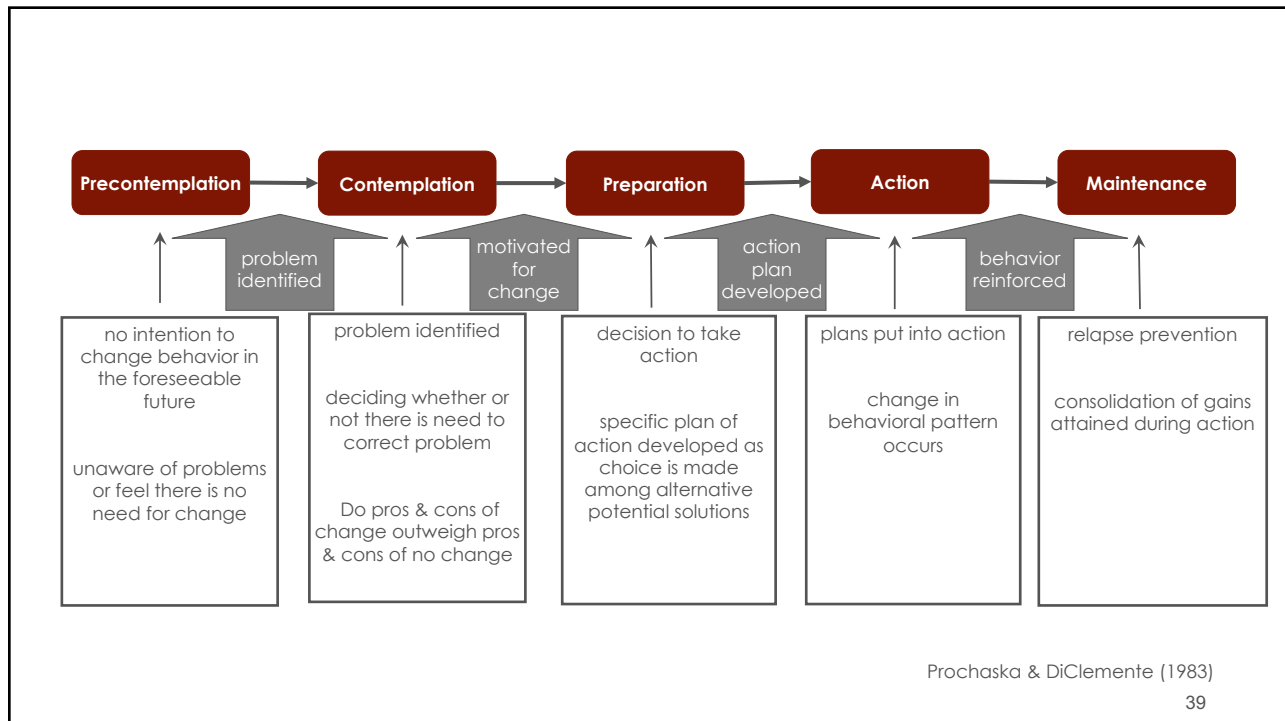 Precontemplation
Contemplation
Preparation
Action
Maintenance
problem
identified
motivated
for
change
action
plan
developed
behavior
reinforced
no intention to
change behavior in
the foreseeable
future
unaware of problems
or feel there is no
need for change
problem identified
deciding whether or
not there is need to
correct problem
Do pros & cons of
change outweigh pros
& cons of no change
decision to take
action
specific plan of
action developed as
choice is made
among alternative
potential solutions
plans put into action
change in
behavioral pattern
occurs
relapse prevention
consolidation of gains
attained during action
Prochaska & DiClemente (1983)
39